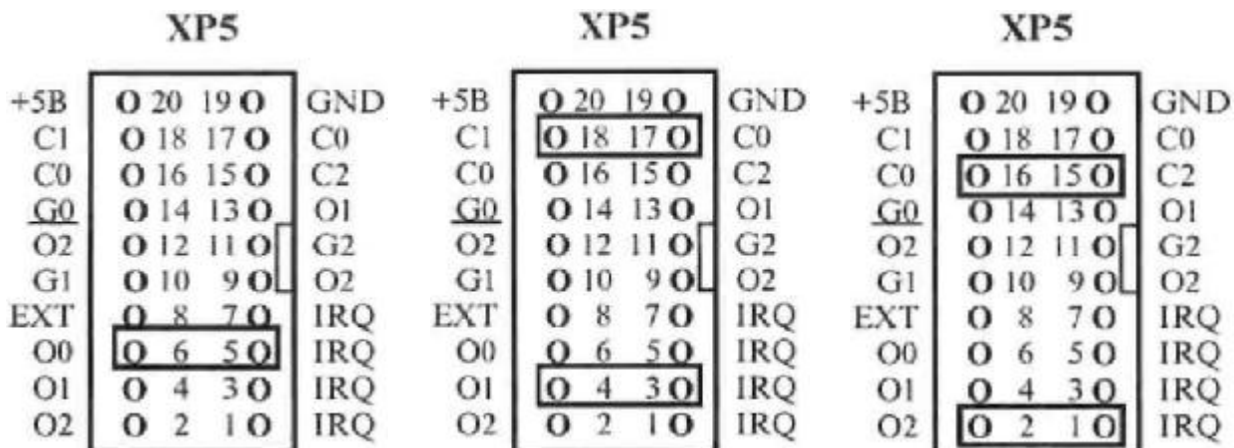 XP5 XP5 XP5
+5B O 20 19 O GND +5B O 20 19 O GND +5B O 20 19 O GND
C1 O 18 17 O C0 C1 O 18 17 O C0 C1 O 18 17 O C0
C0 O 16 15 O C2 C0 O 16 15 O C2 C0 O 16 15 O C2
G0 O 14 13 O O1 G0 O 14 13 O O1 G0 O 14 13 O O1
O2 O 12 11 O G2 O2 O 12 11 O G2 O2 O 12 11 O G2
G1 O 10 9 O O2 G1 O 10 9 O O2 G1 O 10 9 O O2
EXT O 8 7 O IRQ EXT O 8 7 O IRQ EXT O 8 7 O IRQ
O0 O 6 5 O IRQ O0 O 6 5 O IRQ O0 O 6 5 O IRQ
O1 O 4 3 O IRQ O1 O 4 3 O IRQ O1 O 4 3 O IRQ
O2 O 2 1 O IRQ O2 O 2 1 O IRQ O2 O 2 1 O IRQ